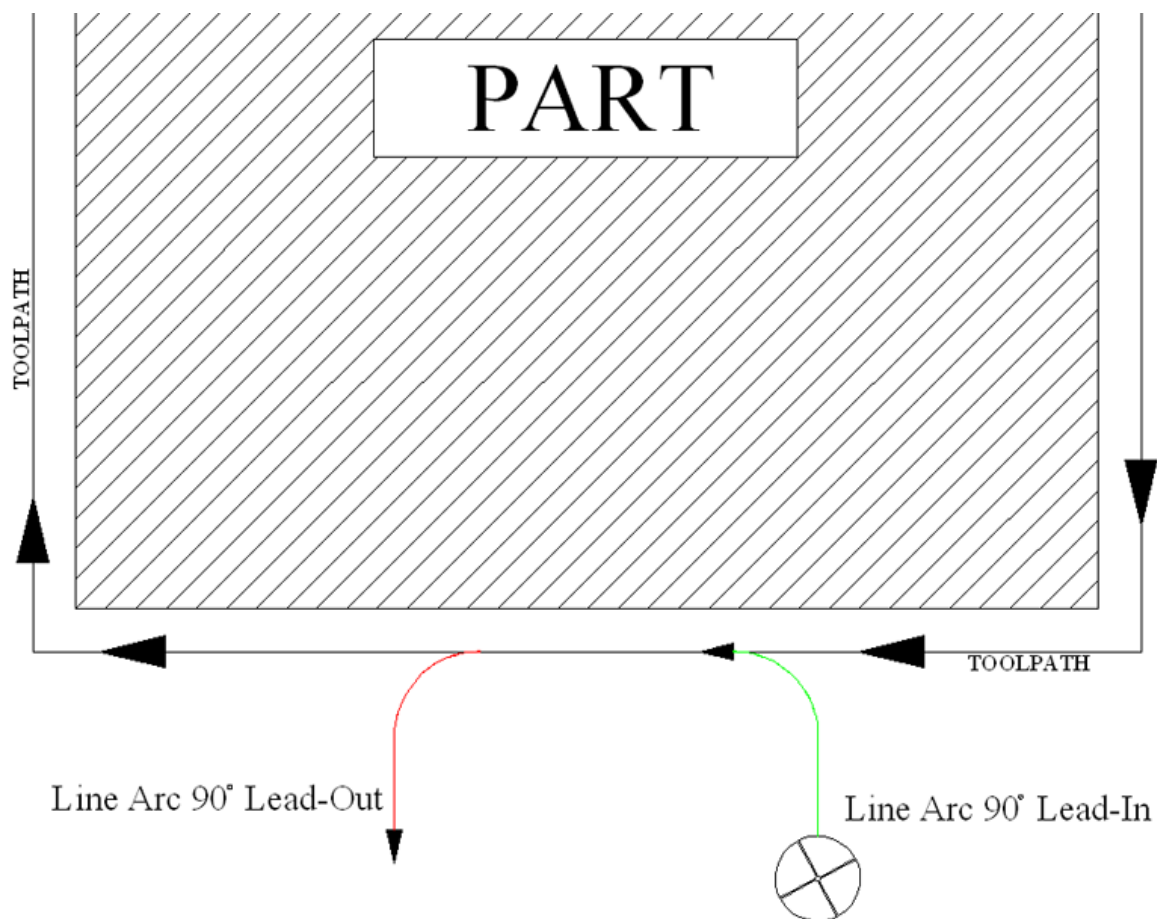 PART
TOOLPATH
TOOLPATH
Line Arc 90° Lead-Out
Line Arc 90° Lead-In